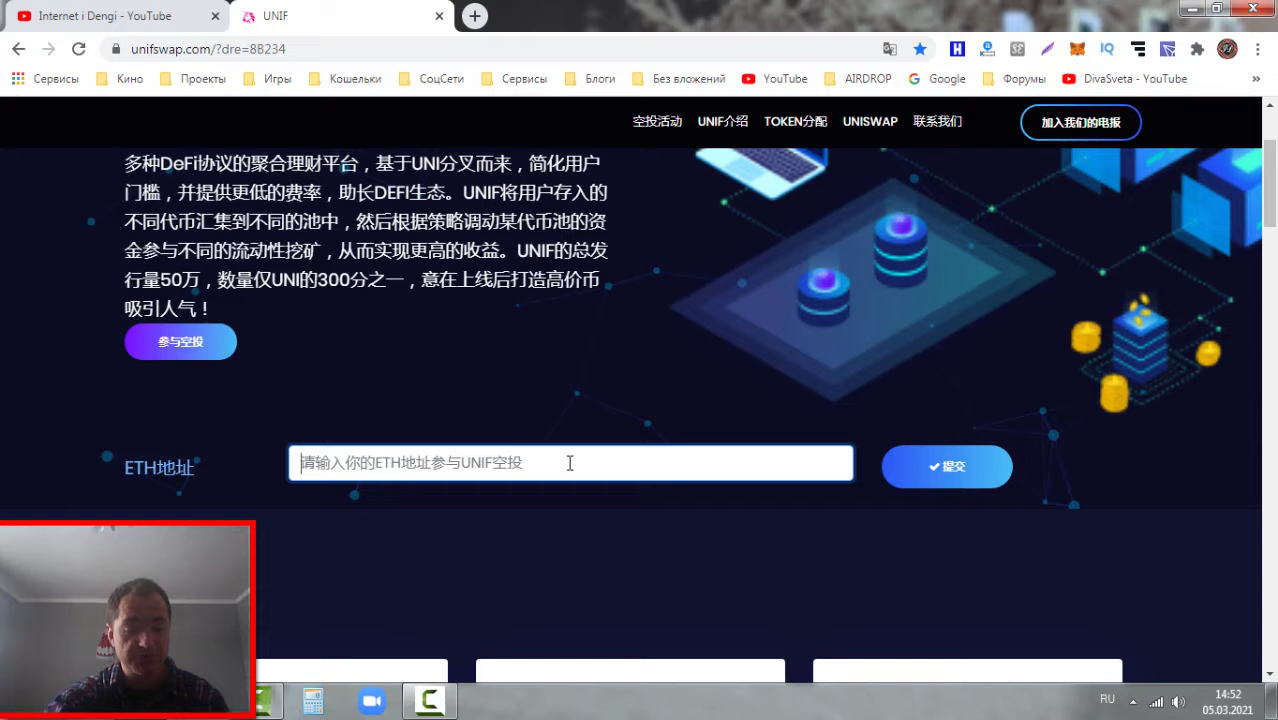 Internet i Dengi - YouTube
UNIF
unifswap.com/?dre=8B234
Сервисы
Кино
Проекты
Игры
Кошельки
СоцСети
Сервисы
Блоги
Без вложений
YouTube
AIRDROP
Google
Форумы
DivaSveta - YouTube
空投活动
UNIF介绍
TOKEN分配
UNISWAP
联系我们
加入我们的电报
多种DeFi协议的聚合理财平台，基于UNI分叉而来，简化用户
门槛，并提供更低的费率，助长DEFI生态。UNIF将用户存入的
不同代币汇集到不同的池中，然后根据策略调动某代币池的资
金参与不同的流动性挖矿，从而实现更高的收益。UNIF的总发
行量50万，数量仅UNI的300分之一，意在上线后打造高价币
吸引人气！
参与空投
ETH地址
请输入你的ETH地址参与UNIF空投
提交
RU
14:52
05.03.2021